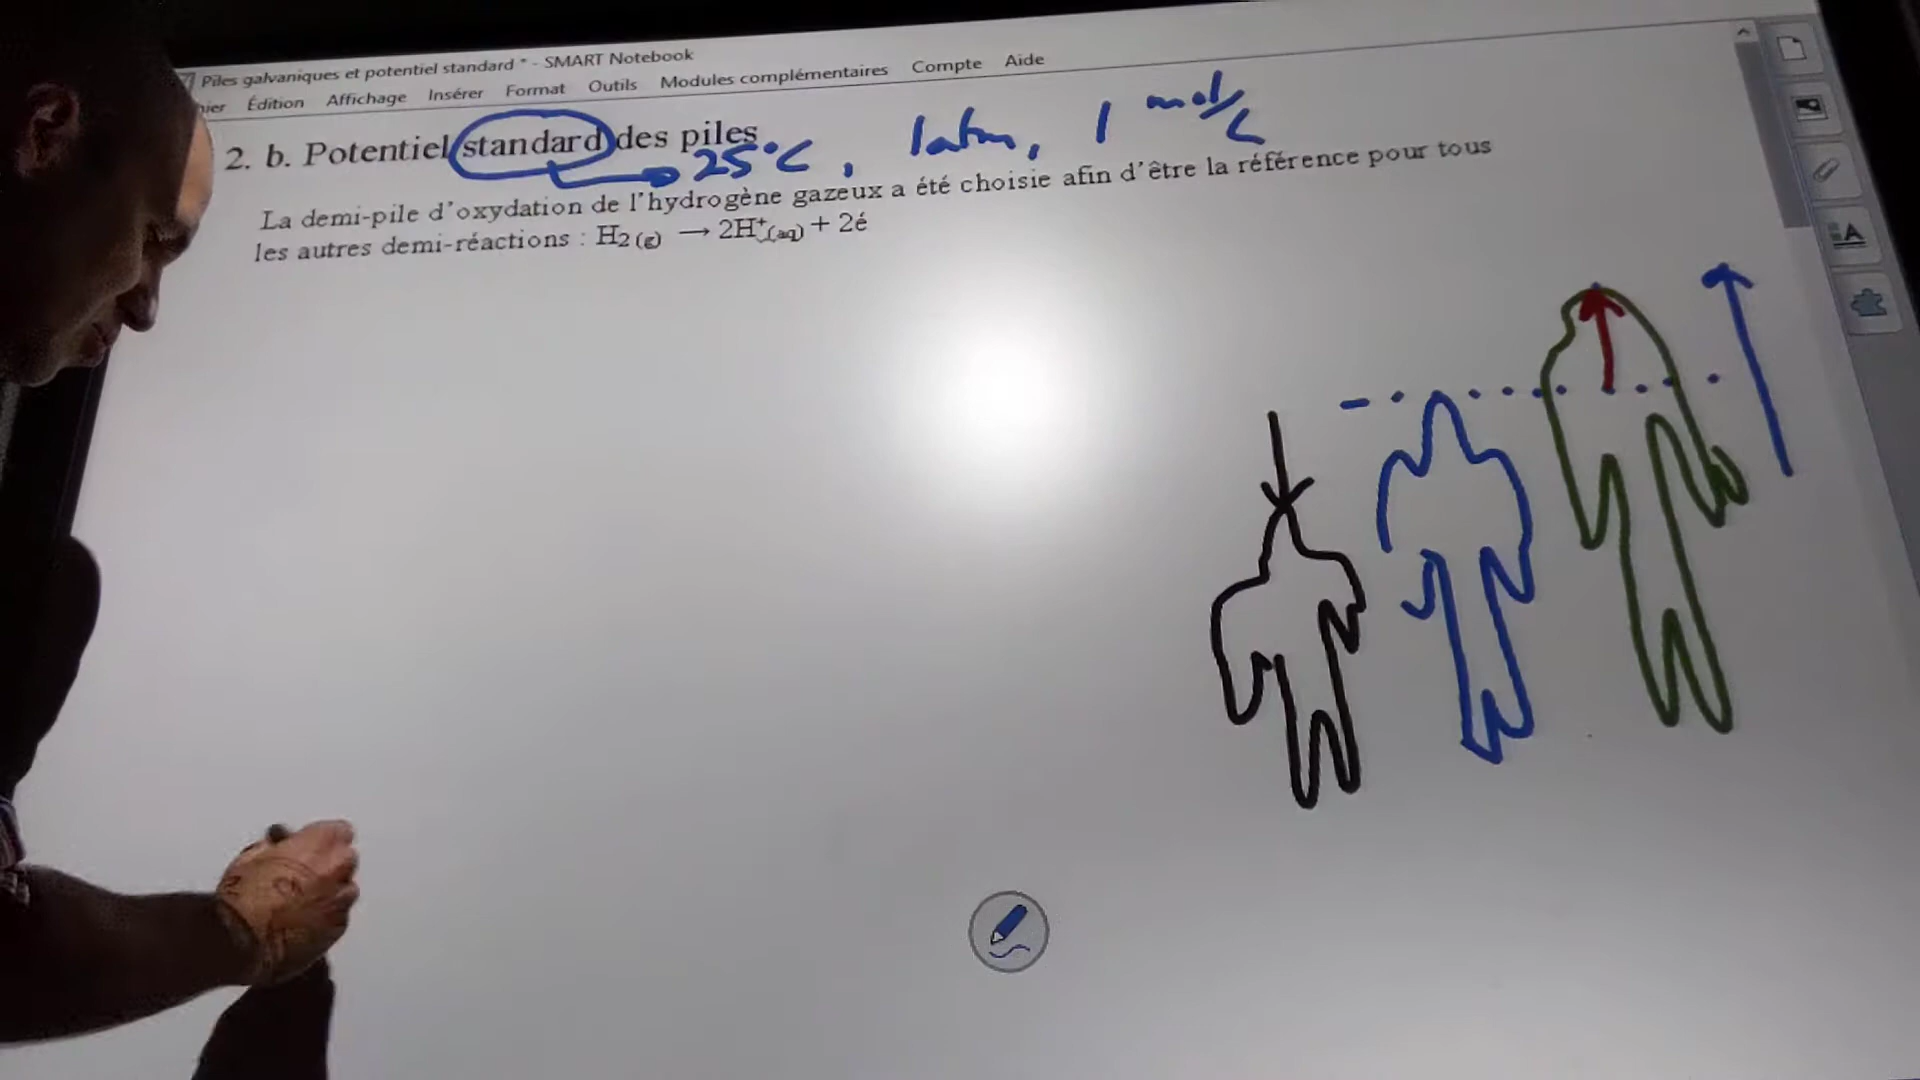 Piles galvaniques et potentiel standard * - SMART Notebook
hier Édition Affichage Insérer Format Outils Modules complémentaires Compte Aide
2. b. Potentiel standard des piles
25°C, 1atm, 1 mol/L
La demi-pile d'oxydation de l'hydrogène gazeux a été choisie afin d'être la référence pour tous
les autres demi-réactions : H2 (g) → 2H+(aq) + 2é
A